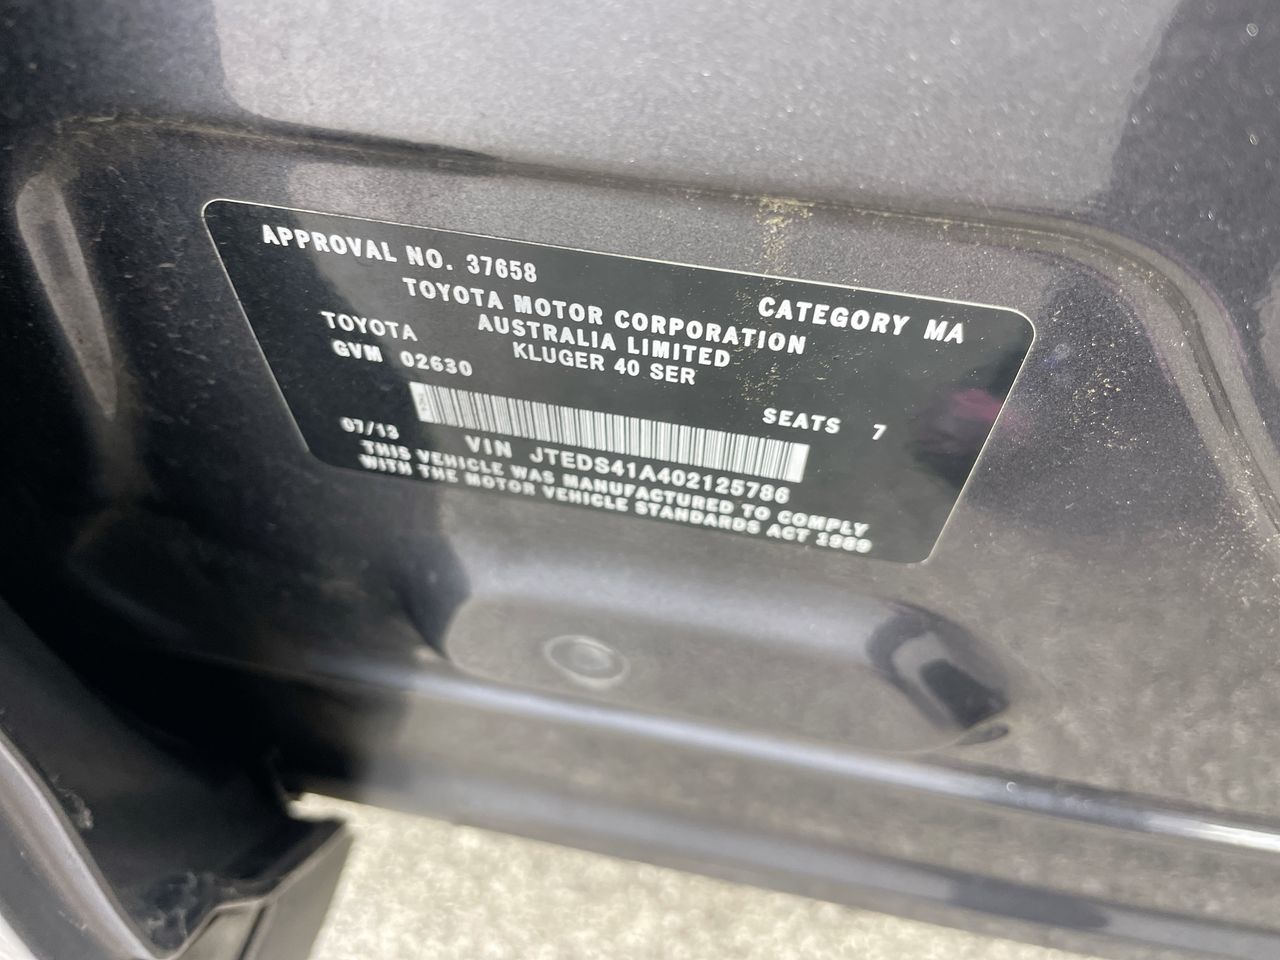 APPROVAL NO. 37658
CATEGORY MA
TOYOTA MOTOR CORPORATION
AUSTRALIA LIMITED
TOYOTA KLUGER 40 SER
GVM 02630
SEATS 7
07/13 VIN JTEDS41A402125786
THIS VEHICLE WAS MANUFACTURED TO COMPLY
WITH THE MOTOR VEHICLE STANDARDS ACT 1989